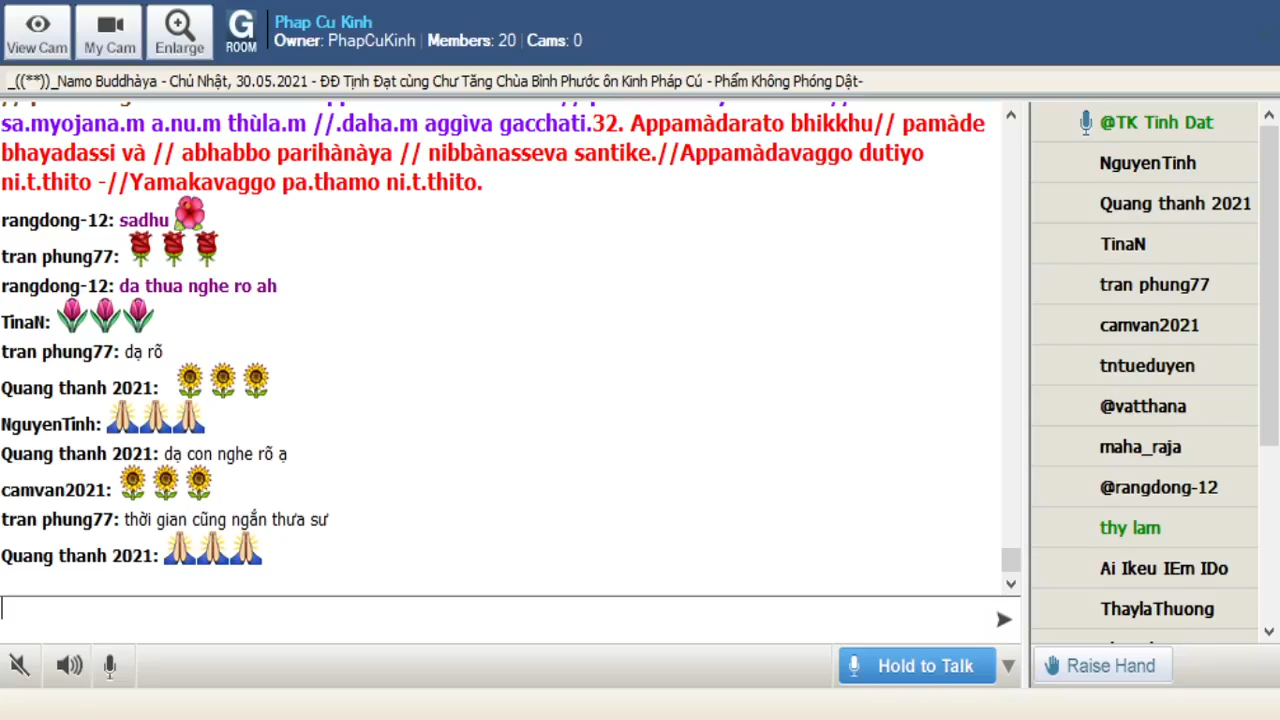 View Cam
My Cam
Enlarge
G
ROOM
Phap Cu Kinh
Owner: PhapCuKinh | Members: 20 | Cams: 0
_((**))_Namo Buddhàya - Chủ Nhật, 30.05.2021 - ĐĐ Tịnh Đạt cùng Chư Tăng Chùa Bình Phước ôn Kinh Pháp Cú - Phẩm Không Phóng Dật-
sa.myojana.m a.nu.m thùla.m //.daha.m aggìva gacchati.32. Appamàdarato bhikkhu// pamàde
bhayadassi và // abhabbo parihànàya // nibbànasseva santike.//Appamàdavaggo dutiyo
ni.t.thito -//Yamakavaggo pa.thamo ni.t.thito.
rangdong-12: sadhu
tran phung77:
rangdong-12: da thua nghe ro ah
TinaN:
tran phung77: dạ rõ
Quang thanh 2021:
NguyenTinh:
Quang thanh 2021: dạ con nghe rõ ạ
camvan2021:
tran phung77: thời gian cũng ngắn thưa sư
Quang thanh 2021:
@TK Tinh Dat
NguyenTinh
Quang thanh 2021
TinaN
tran phung77
camvan2021
tntueduyen
@vatthana
maha_raja
@rangdong-12
thy lam
Ai Ikeu IEm IDo
ThaylaThuong
Hold to Talk
Raise Hand